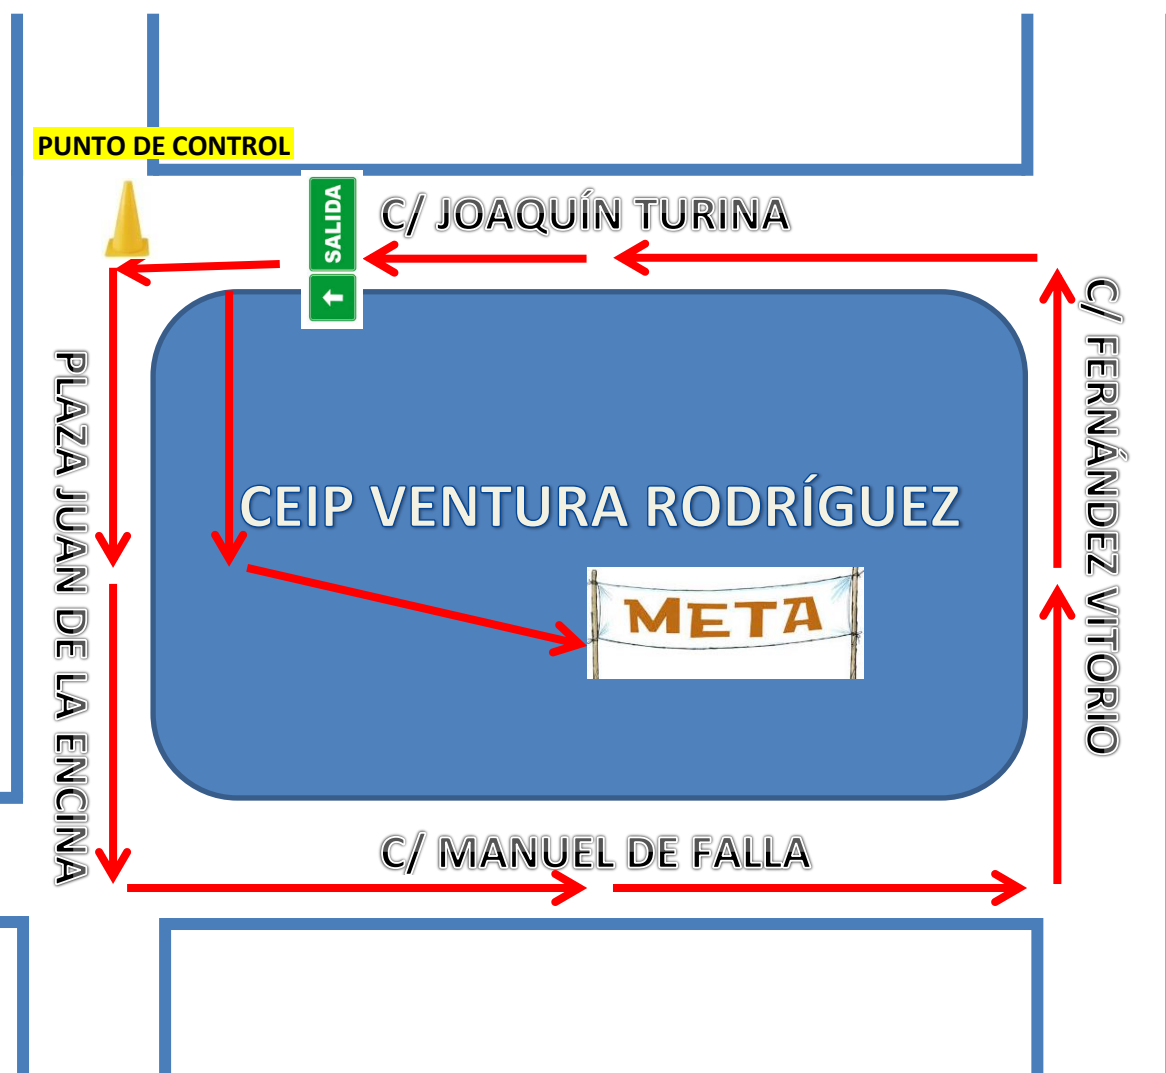 PUNTO DE CONTROL
SALIDA
C/ JOAQUÍN TURINA
PLAZA JUAN DE LA ENCINA
CEIP VENTURA RODRÍGUEZ
META
C/ FERNÁNDEZ VITORIO
C/ MANUEL DE FALLA